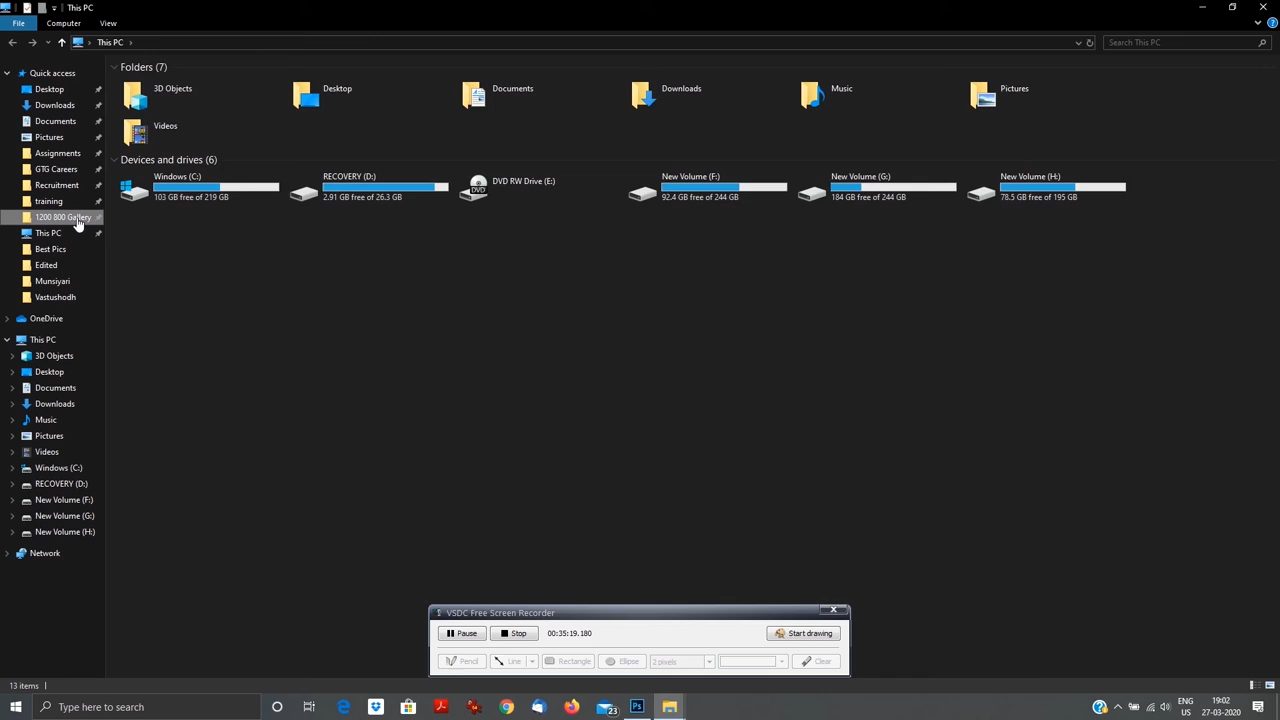 This PC
File
Computer
View
This PC
Search This PC
Quick access
Desktop
Downloads
Documents
Pictures
Assignments
GTG Careers
Recruitment
training
1200 800 Gallery
This PC
Best Pics
Edited
Munsiyari
Vastushodh
OneDrive
This PC
3D Objects
Desktop
Documents
Downloads
Music
Pictures
Videos
Windows (C:)
RECOVERY (D:)
New Volume (F:)
New Volume (G:)
New Volume (H:)
Network
Folders (7)
3D Objects
Desktop
Documents
Downloads
Music
Pictures
Videos
Devices and drives (6)
Windows (C:)
103 GB free of 219 GB
RECOVERY (D:)
2.91 GB free of 26.3 GB
DVD RW Drive (E:)
DVD
New Volume (F:)
92.4 GB free of 244 GB
New Volume (G:)
184 GB free of 244 GB
New Volume (H:)
78.5 GB free of 195 GB
VSDC Free Screen Recorder
Pause
Stop
00:35:19.180
Start drawing
Pencil
Line
Rectangle
Ellipse
2 pixels
Clear
13 items
Type here to search
23
Ps
ENG
US
19:02
27-03-2020